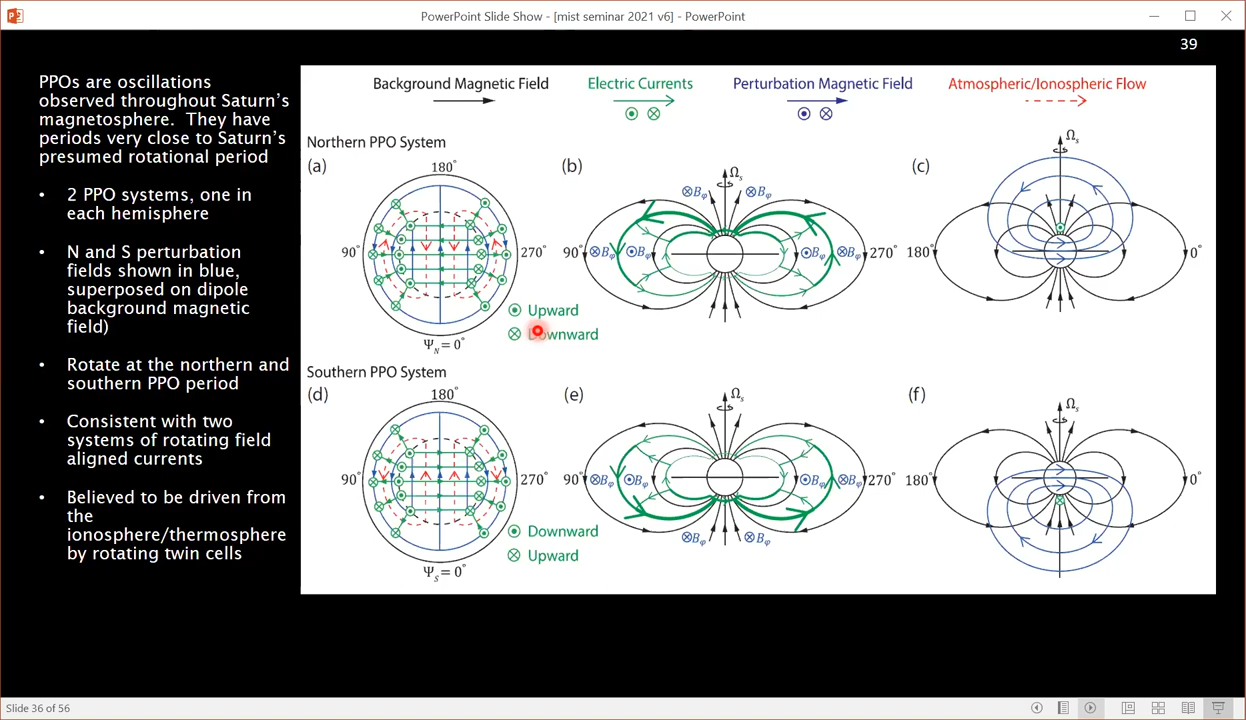 PowerPoint Slide Show - [mist seminar 2021 v6] - PowerPoint
39
PPOs are oscillations
observed throughout Saturn's
magnetosphere. They have
periods very close to Saturn's
presumed rotational period
• 2 PPO systems, one in
each hemisphere
• N and S perturbation
fields shown in blue,
superposed on dipole
background magnetic
field)
• Rotate at the northern and
southern PPO period
• Consistent with two
systems of rotating field
aligned currents
• Believed to be driven from
the
ionosphere/thermosphere
by rotating twin cells
Background Magnetic Field
Electric Currents
Perturbation Magnetic Field
Atmospheric/Ionospheric Flow
Northern PPO System
(a)
180°
90°
270°
Ψ_N = 0°
⊙ Upward
⊗ Downward
(b)
Ω_s
⊗B_φ ⊗B_φ
90° ⊗B_φ ⊙B_φ ⊙B_φ ⊗B_φ 270°
(c)
Ω_s
180° 0°
Southern PPO System
(d)
180°
90°
270°
Ψ_S = 0°
⊙ Downward
⊗ Upward
(e)
Ω_s
90° ⊗B_φ ⊙B_φ ⊙B_φ ⊗B_φ 270°
⊗B_φ ⊗B_φ
(f)
Ω_s
180° 0°
Slide 36 of 56